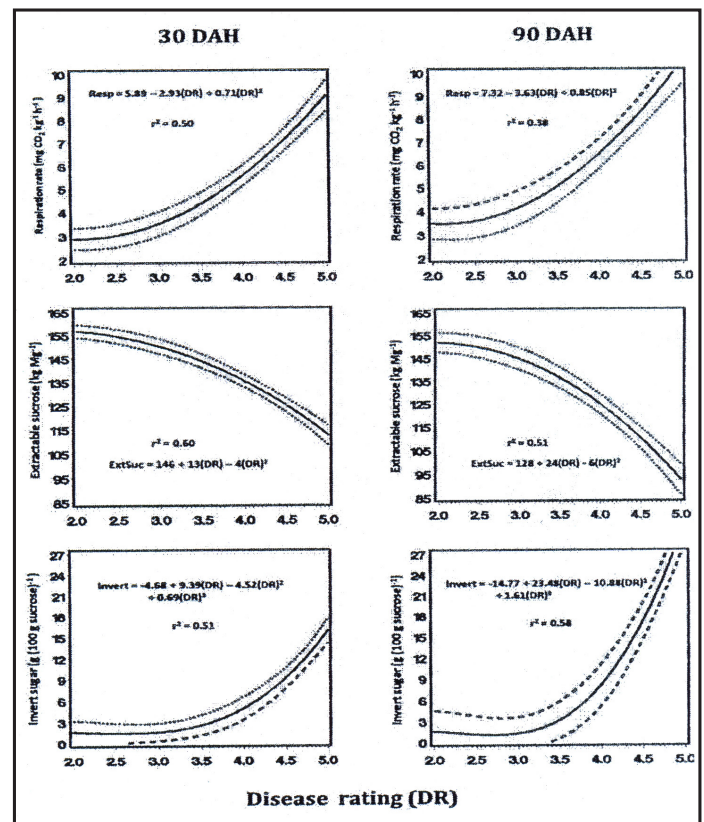 30 DAH
Respiration rate (mg CO₂ kg⁻¹ h⁻¹)
10
9
8
7
6
5
4
3
2
Resp = 5.89 – 2.93(DR) + 0.71(DR)²
r² = 0.50
2.0 2.5 3.0 3.5 4.0 4.5 5.0
90 DAH
Respiration rate (mg CO₂ kg⁻¹ h⁻¹)
10
9
8
7
6
5
4
3
2
Resp = 7.32 – 3.63(DR) + 0.85(DR)²
r² = 0.38
2.0 2.5 3.0 3.5 4.0 4.5 5.0
Extractable sucrose (kg Mg⁻¹)
165
155
145
135
125
115
105
95
85
r² = 0.60
ExtSuc = 146 + 13(DR) – 4(DR)²
2.0 2.5 3.0 3.5 4.0 4.5 5.0
Extractable sucrose (kg Mg⁻¹)
165
155
145
135
125
115
105
95
85
r² = 0.51
ExtSuc = 128 + 24(DR) - 6(DR)²
2.0 2.5 3.0 3.5 4.0 4.5 5.0
Invert sugar [g (100 g sucrose)⁻¹]
27
24
21
18
15
12
9
6
3
0
Invert = -4.68 + 9.39(DR) – 4.52(DR)²
+ 0.69(DR)³
r² = 0.51
2.0 2.5 3.0 3.5 4.0 4.5 5.0
Invert sugar [g (100 g sucrose)⁻¹]
27
24
21
18
15
12
9
6
3
0
Invert = -14.77 + 23.48(DR) – 10.88(DR)²
+ 1.61(DR)³
r² = 0.58
2.0 2.5 3.0 3.5 4.0 4.5 5.0
Disease rating (DR)